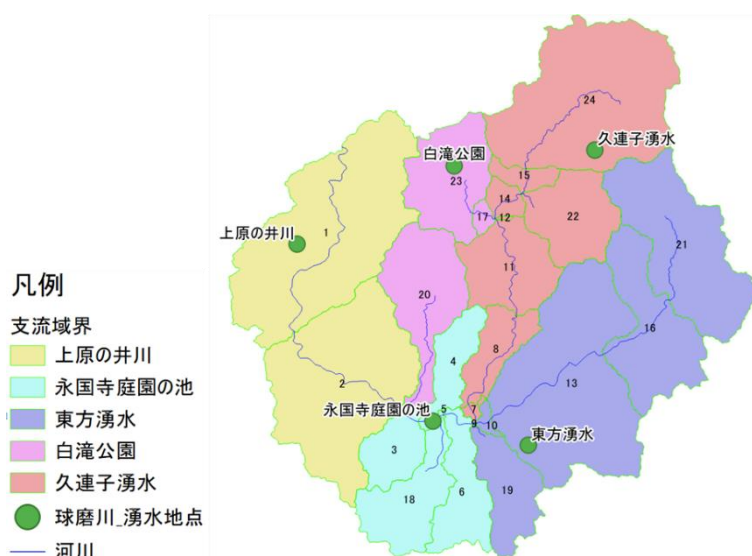 24
久連子湧水
白滝公園
15
23
14
17
12
22
1
上原の井川
21
11
20
16
8
4
13
2
永国寺庭園の池
5
7
9
10
東方湧水
3
18
6
19
凡例
支流域界
上原の井川
永国寺庭園の池
東方湧水
白滝公園
久連子湧水
球磨川_湧水地点
河川